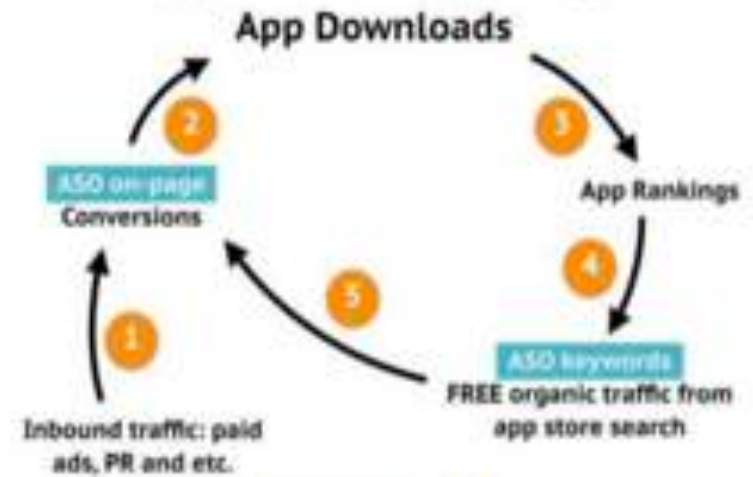 App Downloads
2
3
ASO on-page
Conversions
App Rankings
4
5
1
ASO keywords
FREE organic traffic from
app store search
Inbound traffic: paid
ads, PR and etc.